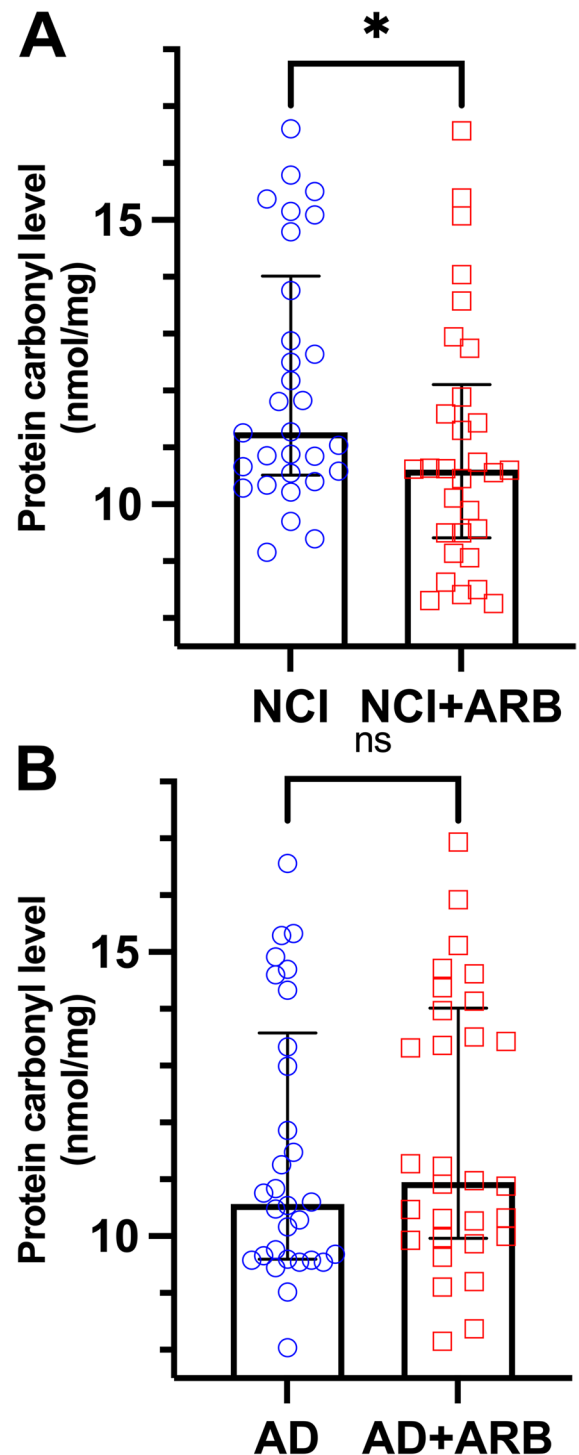 A
*
Protein carbonyl level
(nmol/mg)
15
10
NCI NCI+ARB
ns
B
Protein carbonyl level
(nmol/mg)
15
10
AD AD+ARB